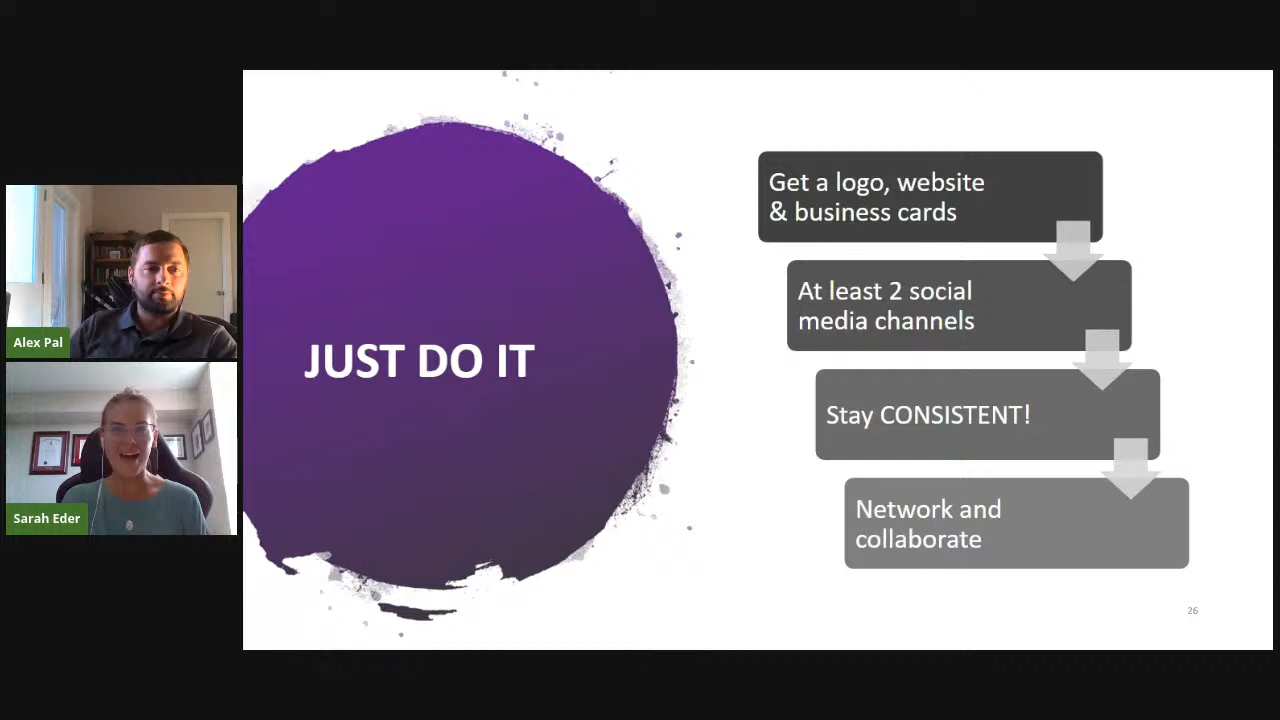 Alex Pal
Sarah Eder
JUST DO IT
Get a logo, website
& business cards
At least 2 social
media channels
Stay CONSISTENT!
Network and
collaborate
26